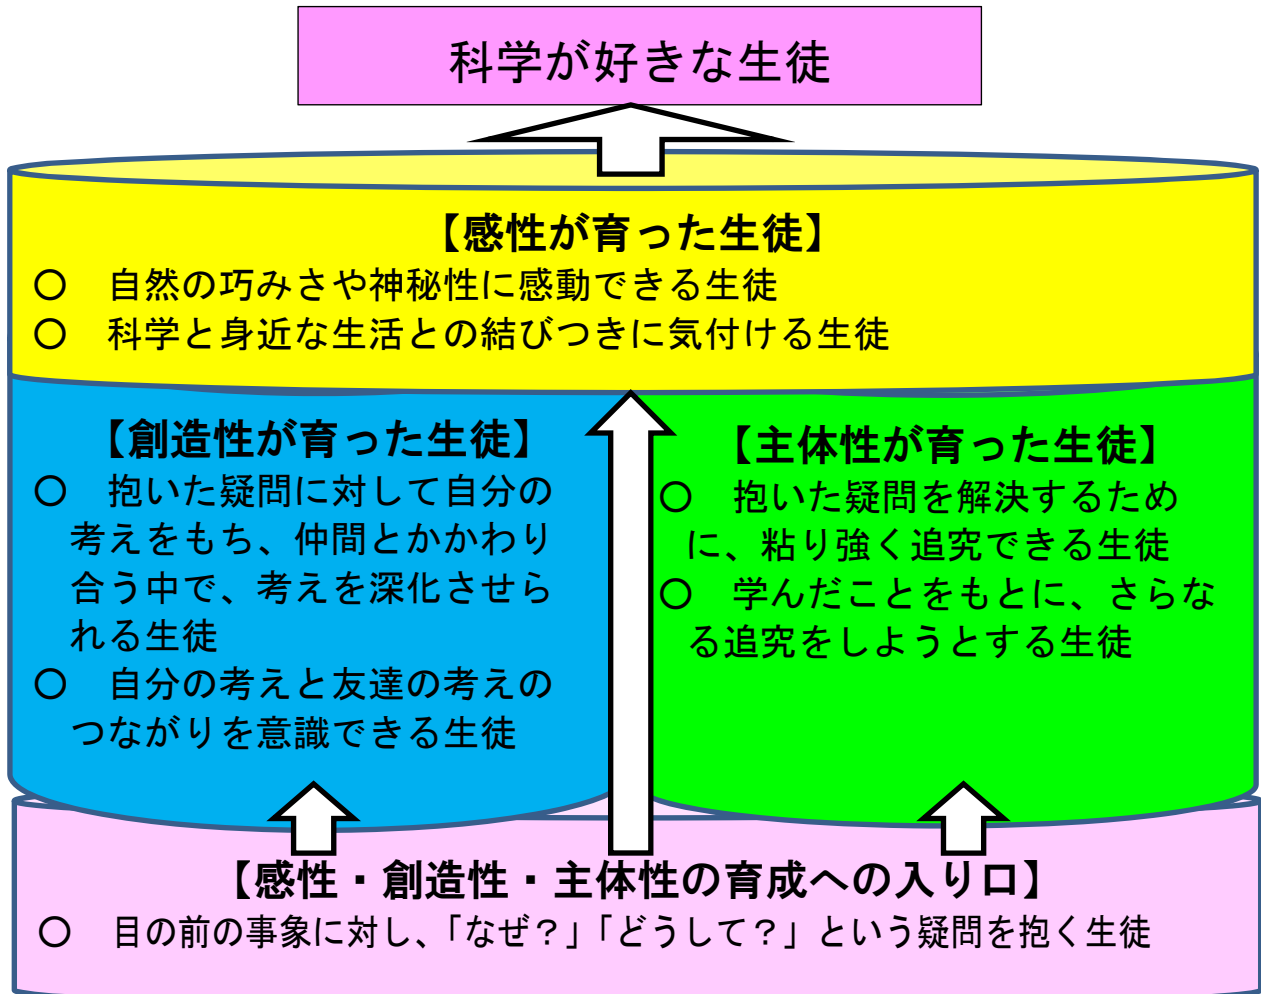 科学が好きな生徒
【感性が育った生徒】
○　自然の巧みさや神秘性に感動できる生徒
○　科学と身近な生活との結びつきに気付ける生徒
【創造性が育った生徒】
○　抱いた疑問に対して自分の
考えをもち、仲間とかかわり
合う中で、考えを深化させら
れる生徒
○　自分の考えと友達の考えの
つながりを意識できる生徒
【主体性が育った生徒】
○　抱いた疑問を解決するため
に、粘り強く追究できる生徒
○　学んだことをもとに、さらな
る追究をしようとする生徒
【感性・創造性・主体性の育成への入り口】
○　目の前の事象に対し、「なぜ？」「どうして？」という疑問を抱く生徒